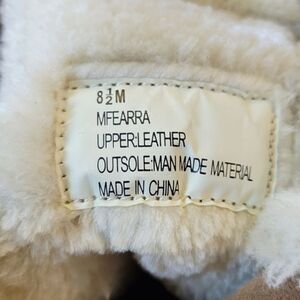 8½M
MFEARRA
UPPER:LEATHER
OUTSOLE:MAN MADE MATERIAL
MADE IN CHINA